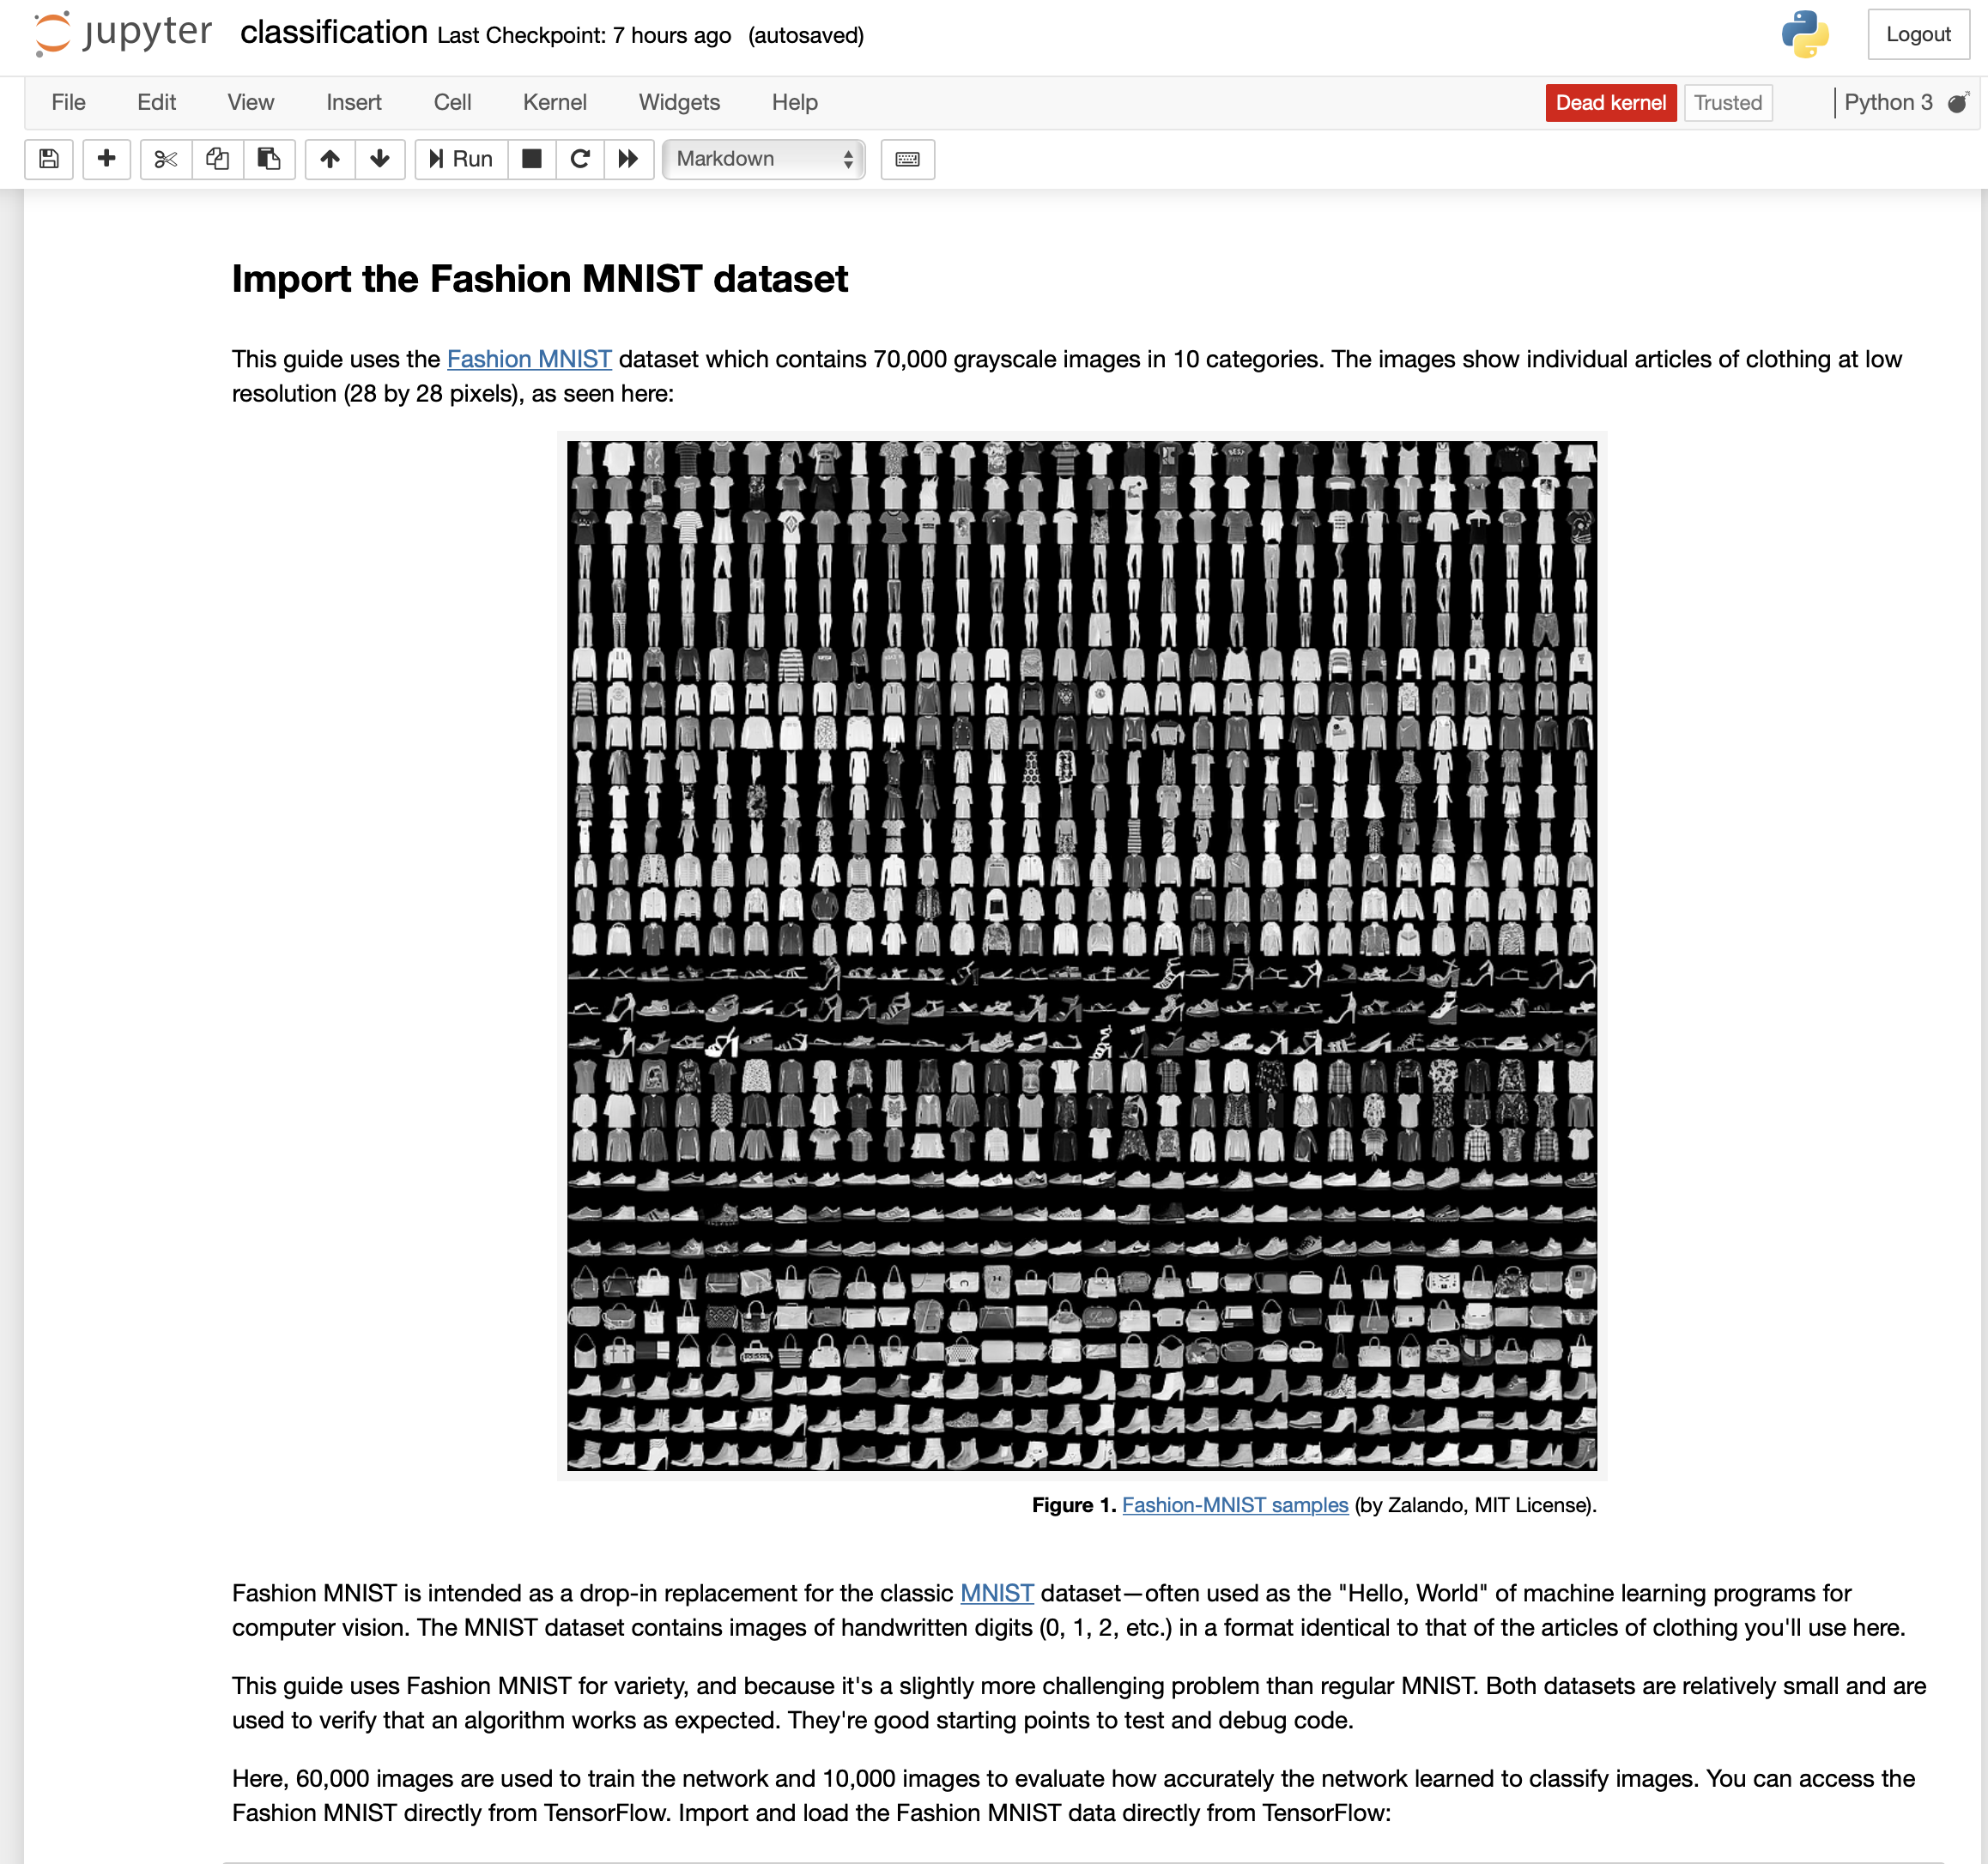 jupyter classification Last Checkpoint: 7 hours ago (autosaved) Logout
File Edit View Insert Cell Kernel Widgets Help Dead kernel Trusted Python 3
Run Markdown
Import the Fashion MNIST dataset
This guide uses the Fashion MNIST dataset which contains 70,000 grayscale images in 10 categories. The images show individual articles of clothing at low
resolution (28 by 28 pixels), as seen here:
Figure 1. Fashion-MNIST samples (by Zalando, MIT License).
Fashion MNIST is intended as a drop-in replacement for the classic MNIST dataset—often used as the "Hello, World" of machine learning programs for
computer vision. The MNIST dataset contains images of handwritten digits (0, 1, 2, etc.) in a format identical to that of the articles of clothing you'll use here.
This guide uses Fashion MNIST for variety, and because it's a slightly more challenging problem than regular MNIST. Both datasets are relatively small and are
used to verify that an algorithm works as expected. They're good starting points to test and debug code.
Here, 60,000 images are used to train the network and 10,000 images to evaluate how accurately the network learned to classify images. You can access the
Fashion MNIST directly from TensorFlow. Import and load the Fashion MNIST data directly from TensorFlow: